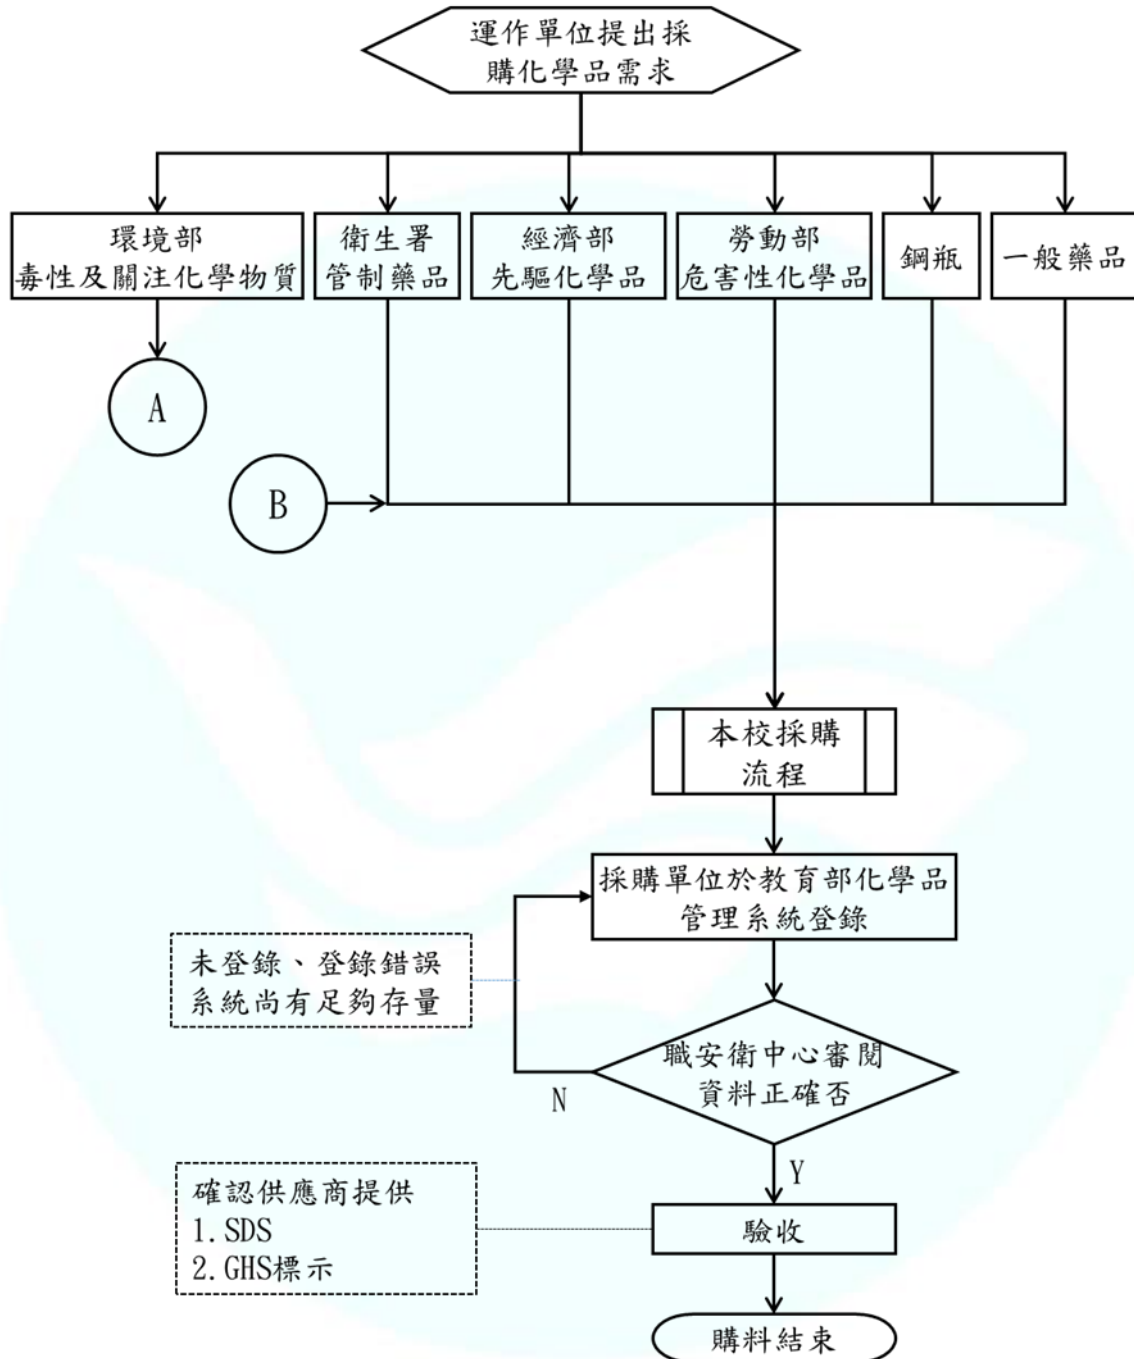 運作單位提出採
購化學品需求
環境部
毒性及關注化學物質
衛生署
管制藥品
經濟部
先驅化學品
勞動部
危害性化學品
鋼瓶
一般藥品
A
B
本校採購
流程
採購單位於教育部化學品
管理系統登錄
未登錄、登錄錯誤
系統尚有足夠存量
職安衛中心審閱
資料正確否
N
Y
確認供應商提供
1.SDS
2.GHS標示
驗收
購料結束